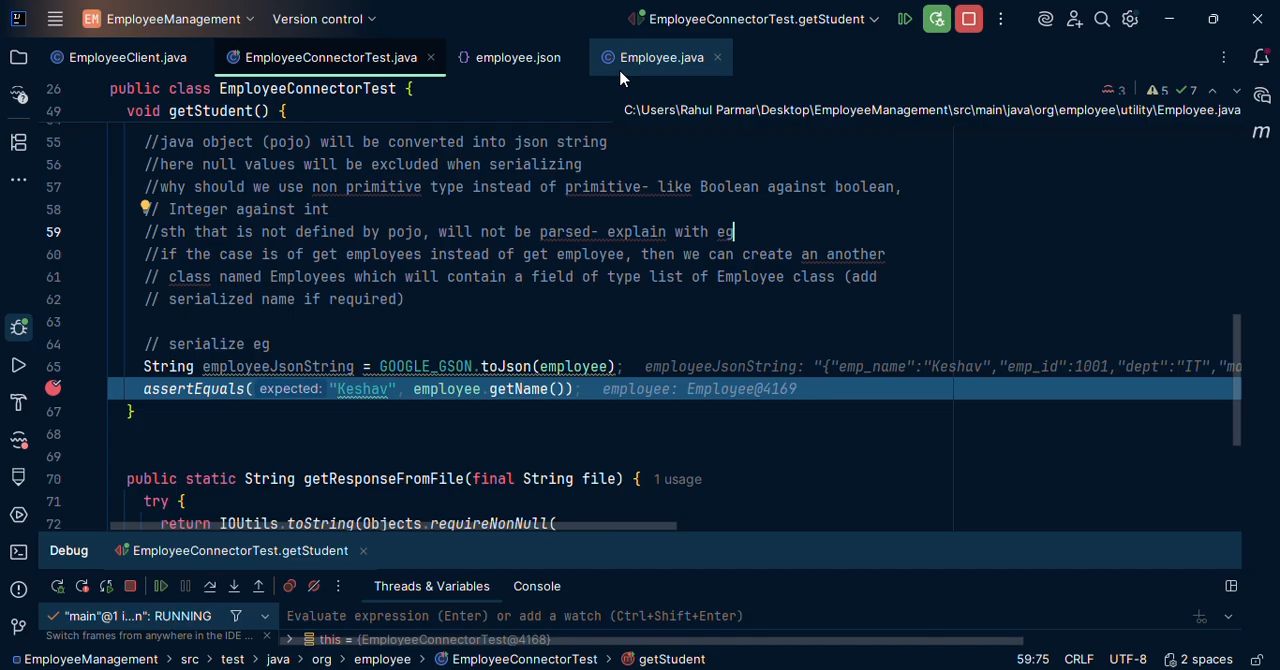 EM EmployeeManagement Version control EmployeeConnectorTest.getStudent
EmployeeClient.java EmployeeConnectorTest.java employee.json Employee.java
26 public class EmployeeConnectorTest { 3 5 7
49 void getStudent() { C:\Users\Rahul Parmar\Desktop\EmployeeManagement\src\main\java\org\employee\utility\Employee.java
55 //java object (pojo) will be converted into json string
56 //here null values will be excluded when serializing
57 //why should we use non primitive type instead of primitive- like Boolean against boolean,
58 // Integer against int
59 //sth that is not defined by pojo, will not be parsed- explain with eg
60 //if the case is of get employees instead of get employee, then we can create an another
61 // class named Employees which will contain a field of type list of Employee class (add
62 // serialized name if required)
63
64 // serialize eg
65 String employeeJsonString = GOOGLE_GSON.toJson(employee); employeeJsonString: "{"emp_name":"Keshav","emp_id":1001,"dept":"IT","mo
assertEquals( expected: "Keshav", employee.getName()); employee: Employee@4169
67 }
68
69
70 public static String getResponseFromFile(final String file) { 1 usage
71 try {
72 return IOUtils.toString(Objects.requireNonNull(
Debug EmployeeConnectorTest.getStudent
Threads & Variables Console
"main"@1 i...n": RUNNING Evaluate expression (Enter) or add a watch (Ctrl+Shift+Enter)
Switch frames from anywhere in the IDE ... this = {EmployeeConnectorTest@4168}
EmployeeManagement > src > test > java > org > employee > EmployeeConnectorTest > getStudent 59:75 CRLF UTF-8 2 spaces